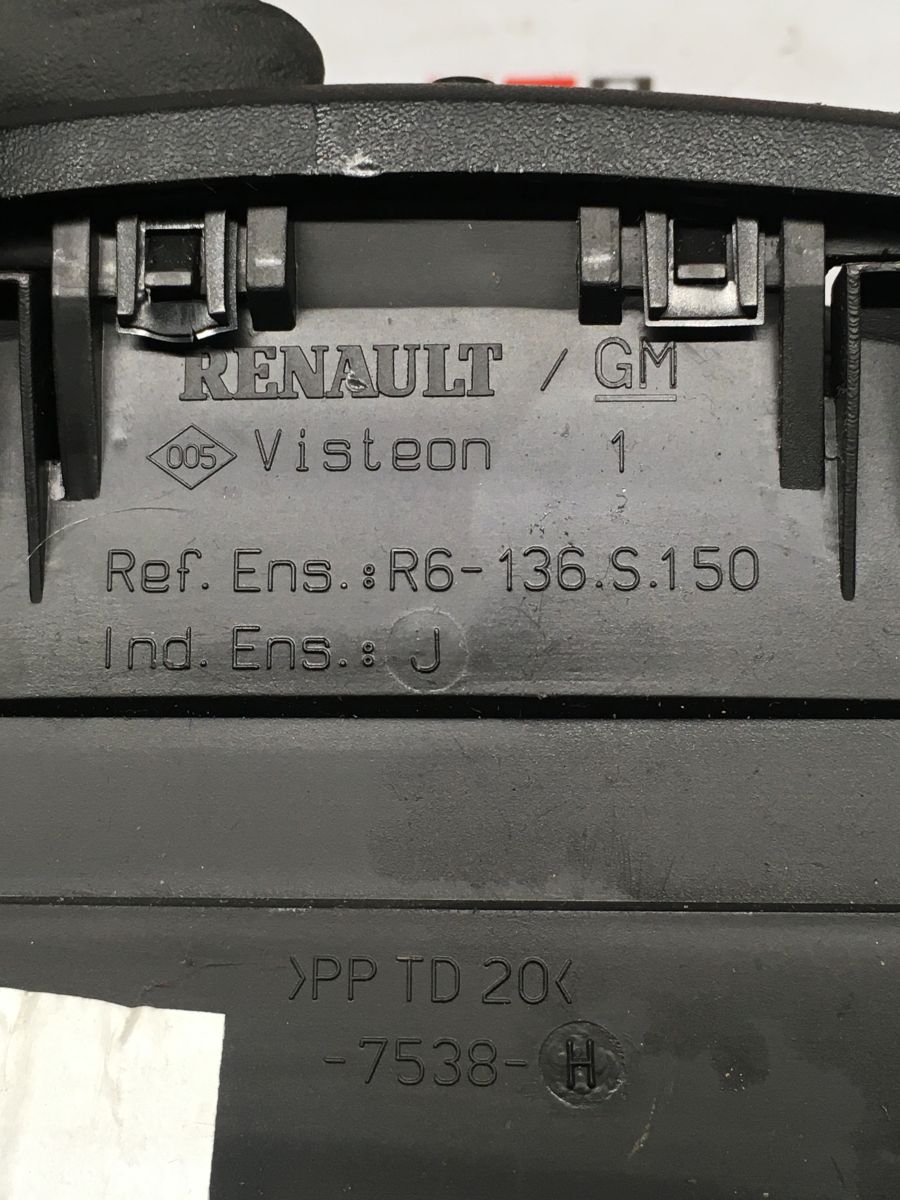 RENAULT / GM
005 Visteon 1
Ref. Ens.: R6-136.S.150
Ind. Ens.: J
>PP TD 20<
-7538- H